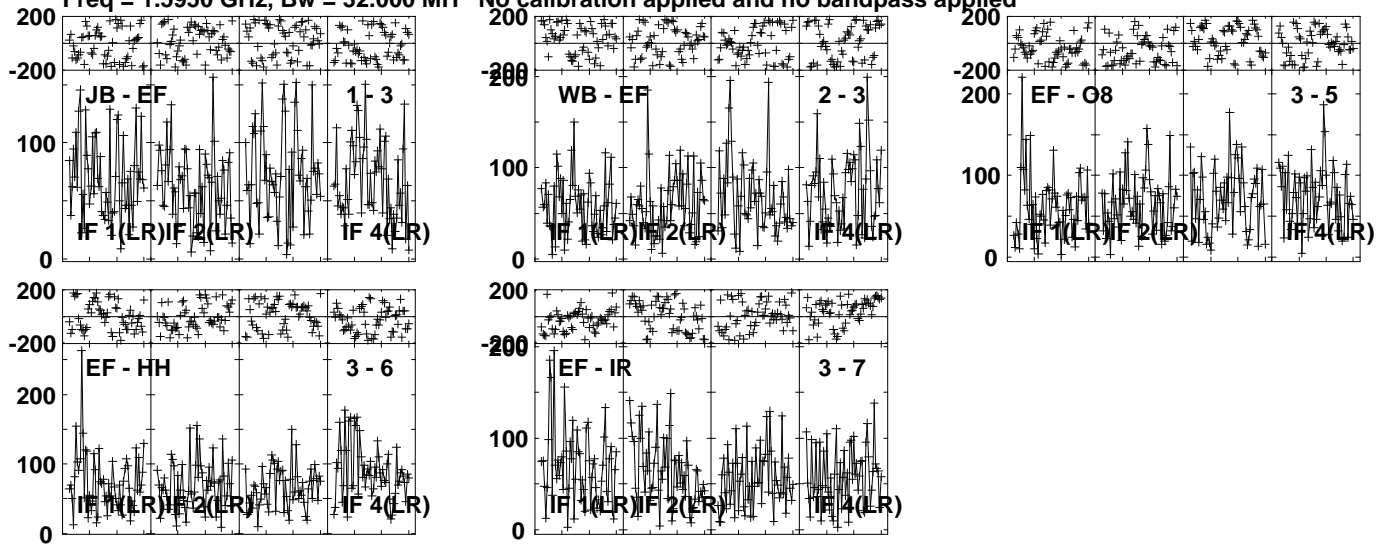 Freq = 1.5950 GHz, Bw = 32.000 MH No calibration applied and no bandpass applied
200
-200
JB - EF 1 - 3
100
0
IF 1(LR) IF 2(LR) IF 4(LR)
200
-200
200
WB - EF 2 - 3
100
0
IF 1(LR) IF 2(LR) IF 4(LR)
200
-200
200
EF - O8 3 - 5
100
0
IF 1(LR) IF 2(LR) IF 4(LR)
200
-200
EF - HH 3 - 6
200
100
0
IF 1(LR) IF 2(LR) IF 4(LR)
200
-200
200
EF - IR 3 - 7
100
0
IF 1(LR) IF 2(LR) IF 4(LR)